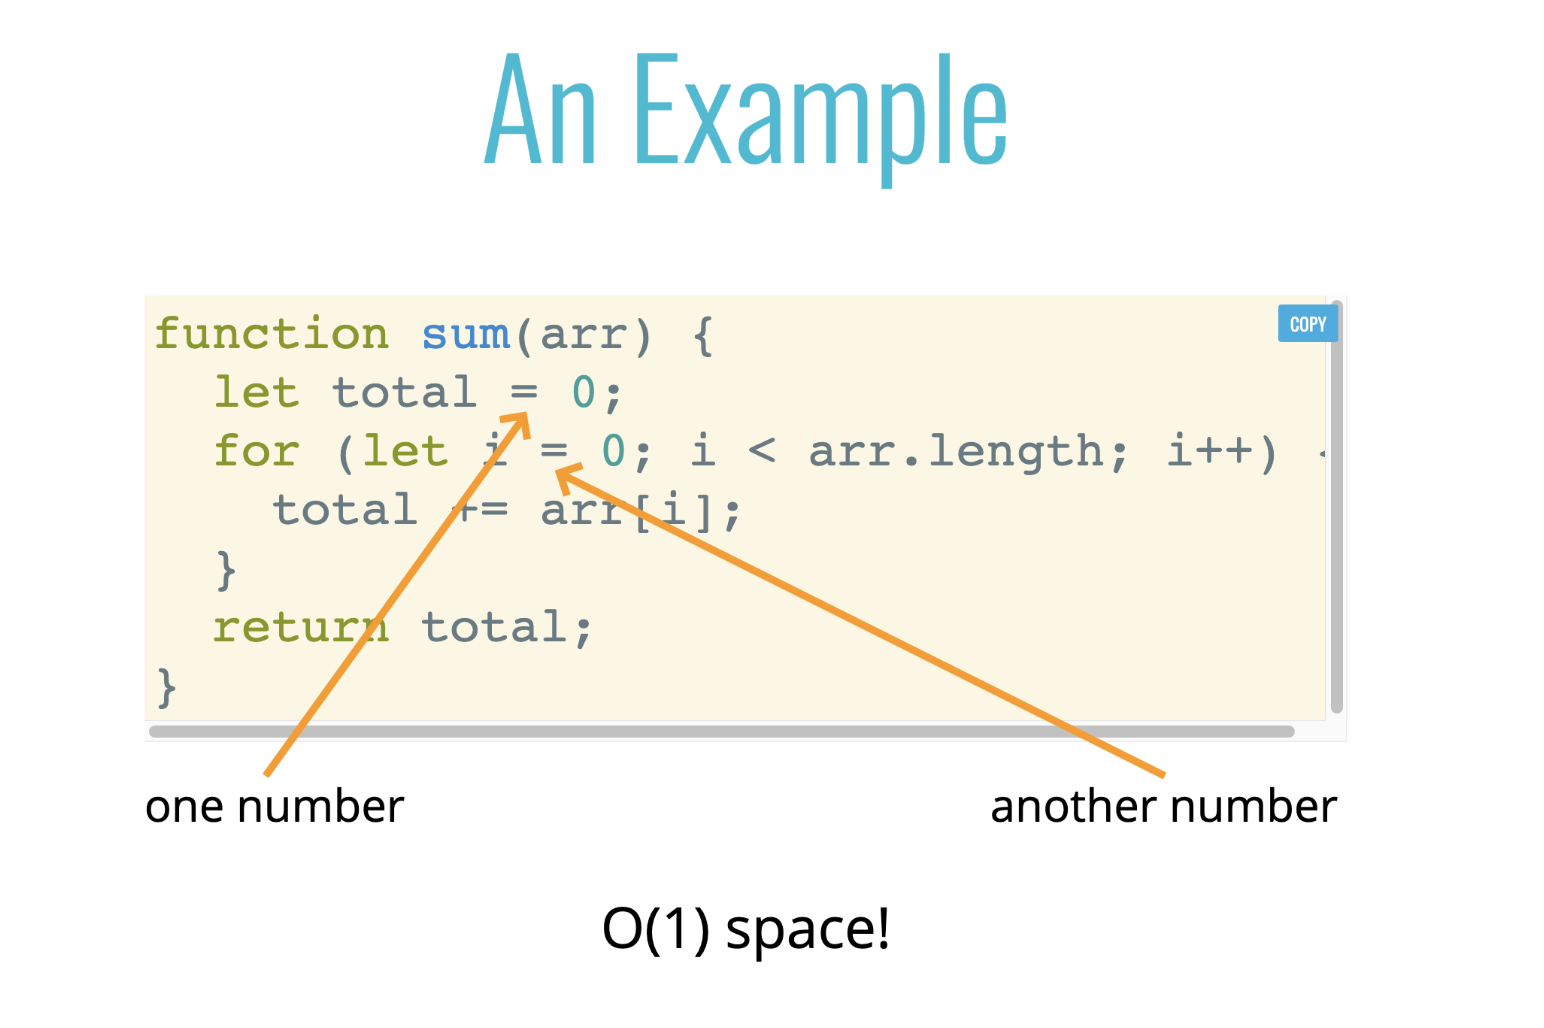 An Example
COPY
function sum(arr) {
  let total = 0;
  for (let i = 0; i < arr.length; i++)
    total += arr[i];
  }
  return total;
}
one number
another number
O(1) space!